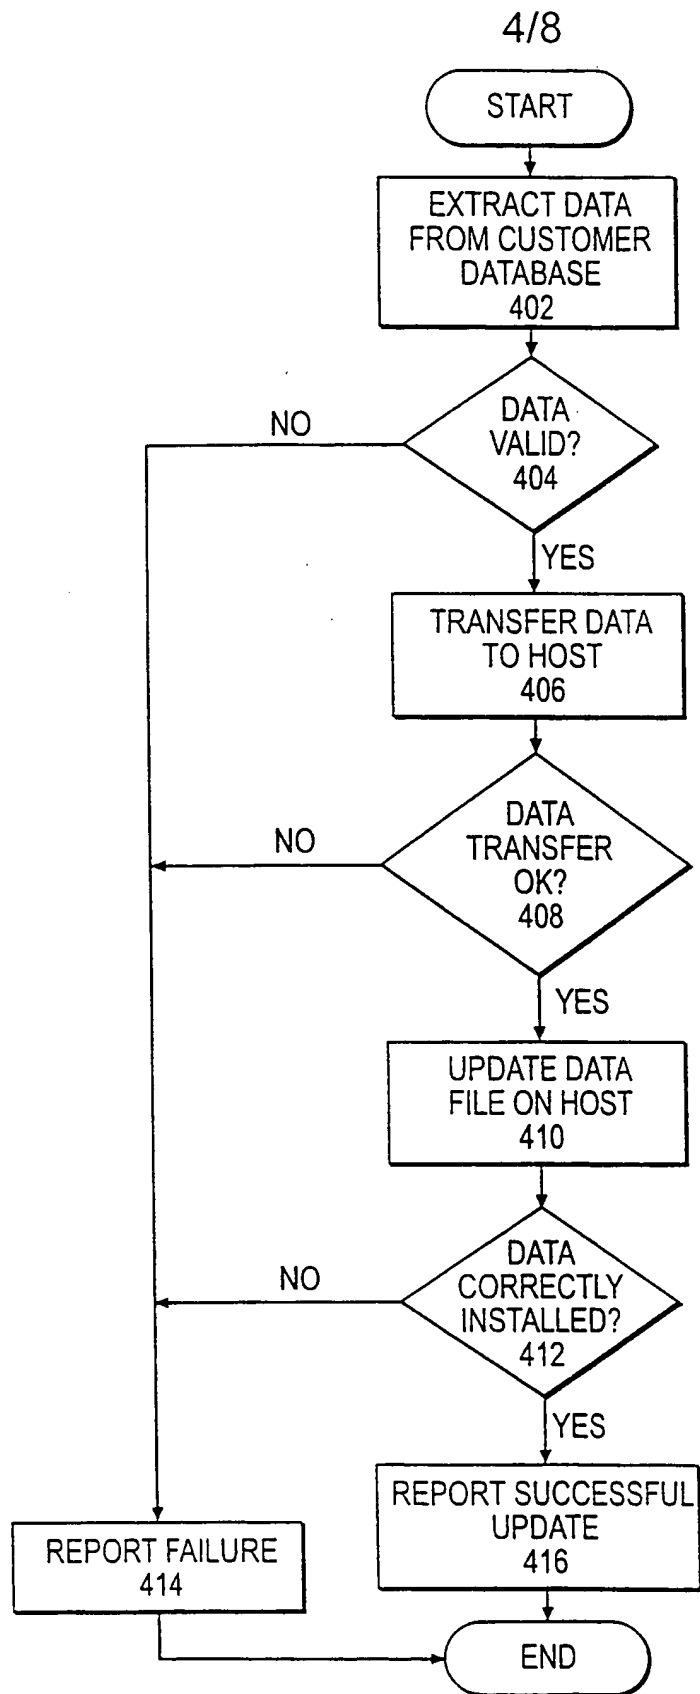 4/8
START
EXTRACT DATA
FROM CUSTOMER
DATABASE
402
DATA
VALID?
404
NO
YES
TRANSFER DATA
TO HOST
406
DATA
TRANSFER
OK?
408
NO
YES
UPDATE DATA
FILE ON HOST
410
DATA
CORRECTLY
INSTALLED?
412
NO
YES
REPORT SUCCESSFUL
UPDATE
416
REPORT FAILURE
414
END